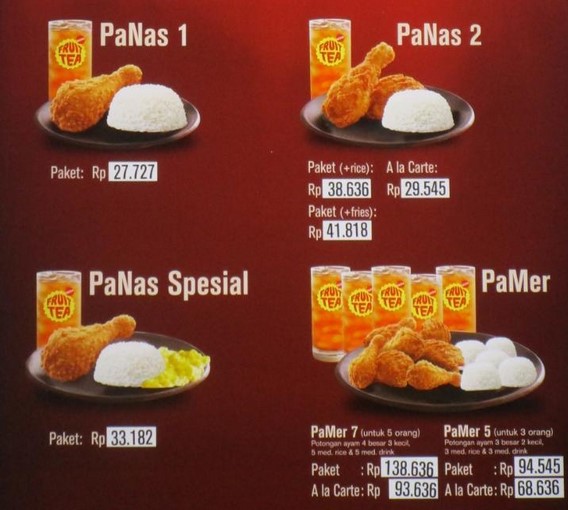 PaNas 1
FRUIT
TEA
Paket: Rp 27.727
PaNas 2
FRUIT
TEA
Paket (+rice): A la Carte:
Rp 38.636 Rp 29.545
Paket (+fries):
Rp 41.818
PaNas Spesial
FRUIT
TEA
Paket: Rp 33.182
PaMer
FRUIT FRUIT FRUIT FRUIT FRUIT
TEA TEA TEA TEA TEA
PaMer 7 (untuk 5 orang)
Potongan ayam 4 besar 3 kecil,
5 med. rice & 5 med. drink
Paket : Rp 138.636
A la Carte: Rp 93.636
PaMer 5 (untuk 3 orang)
Potongan ayam 3 besar 2 kecil,
3 med. rice & 3 med. drink
Paket : Rp 94.545
A la Carte: Rp 68.636